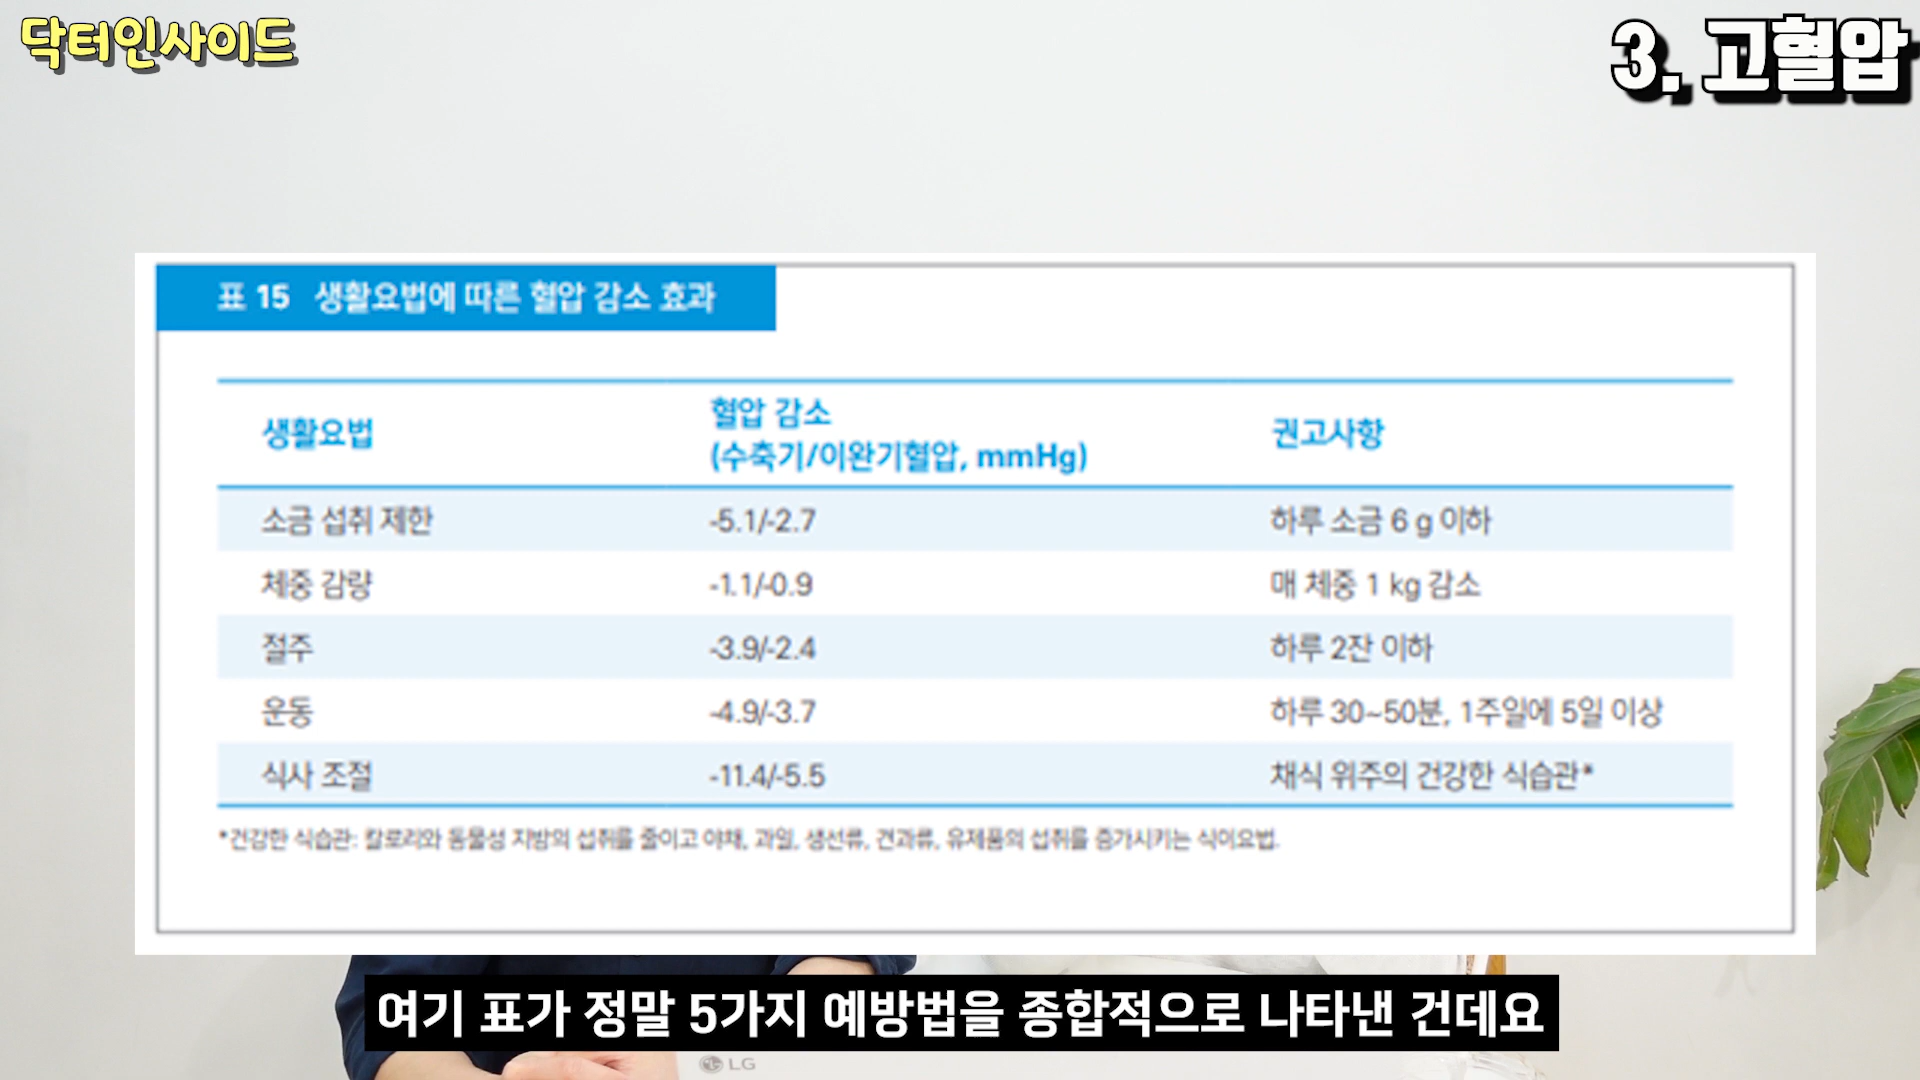 닥터인사이드
3. 고혈압
표 15 생활요법에 따른 혈압 감소 효과
생활요법
혈압 감소
(수축기/이완기혈압, mmHg)
권고사항
소금 섭취 제한 -5.1/-2.7 하루 소금 6 g 이하
체중 감량 -1.1/-0.9 매 체중 1 kg 감소
절주 -3.9/-2.4 하루 2잔 이하
운동 -4.9/-3.7 하루 30~50분, 1주일에 5일 이상
식사 조절 -11.4/-5.5 채식 위주의 건강한 식습관*
*건강한 식습관: 칼로리와 동물성 지방의 섭취를 줄이고 야채, 과일, 생선류, 견과류, 유제품의 섭취를 증가시키는 식이요법.
여기 표가 정말 5가지 예방법을 종합적으로 나타낸 건데요
LG